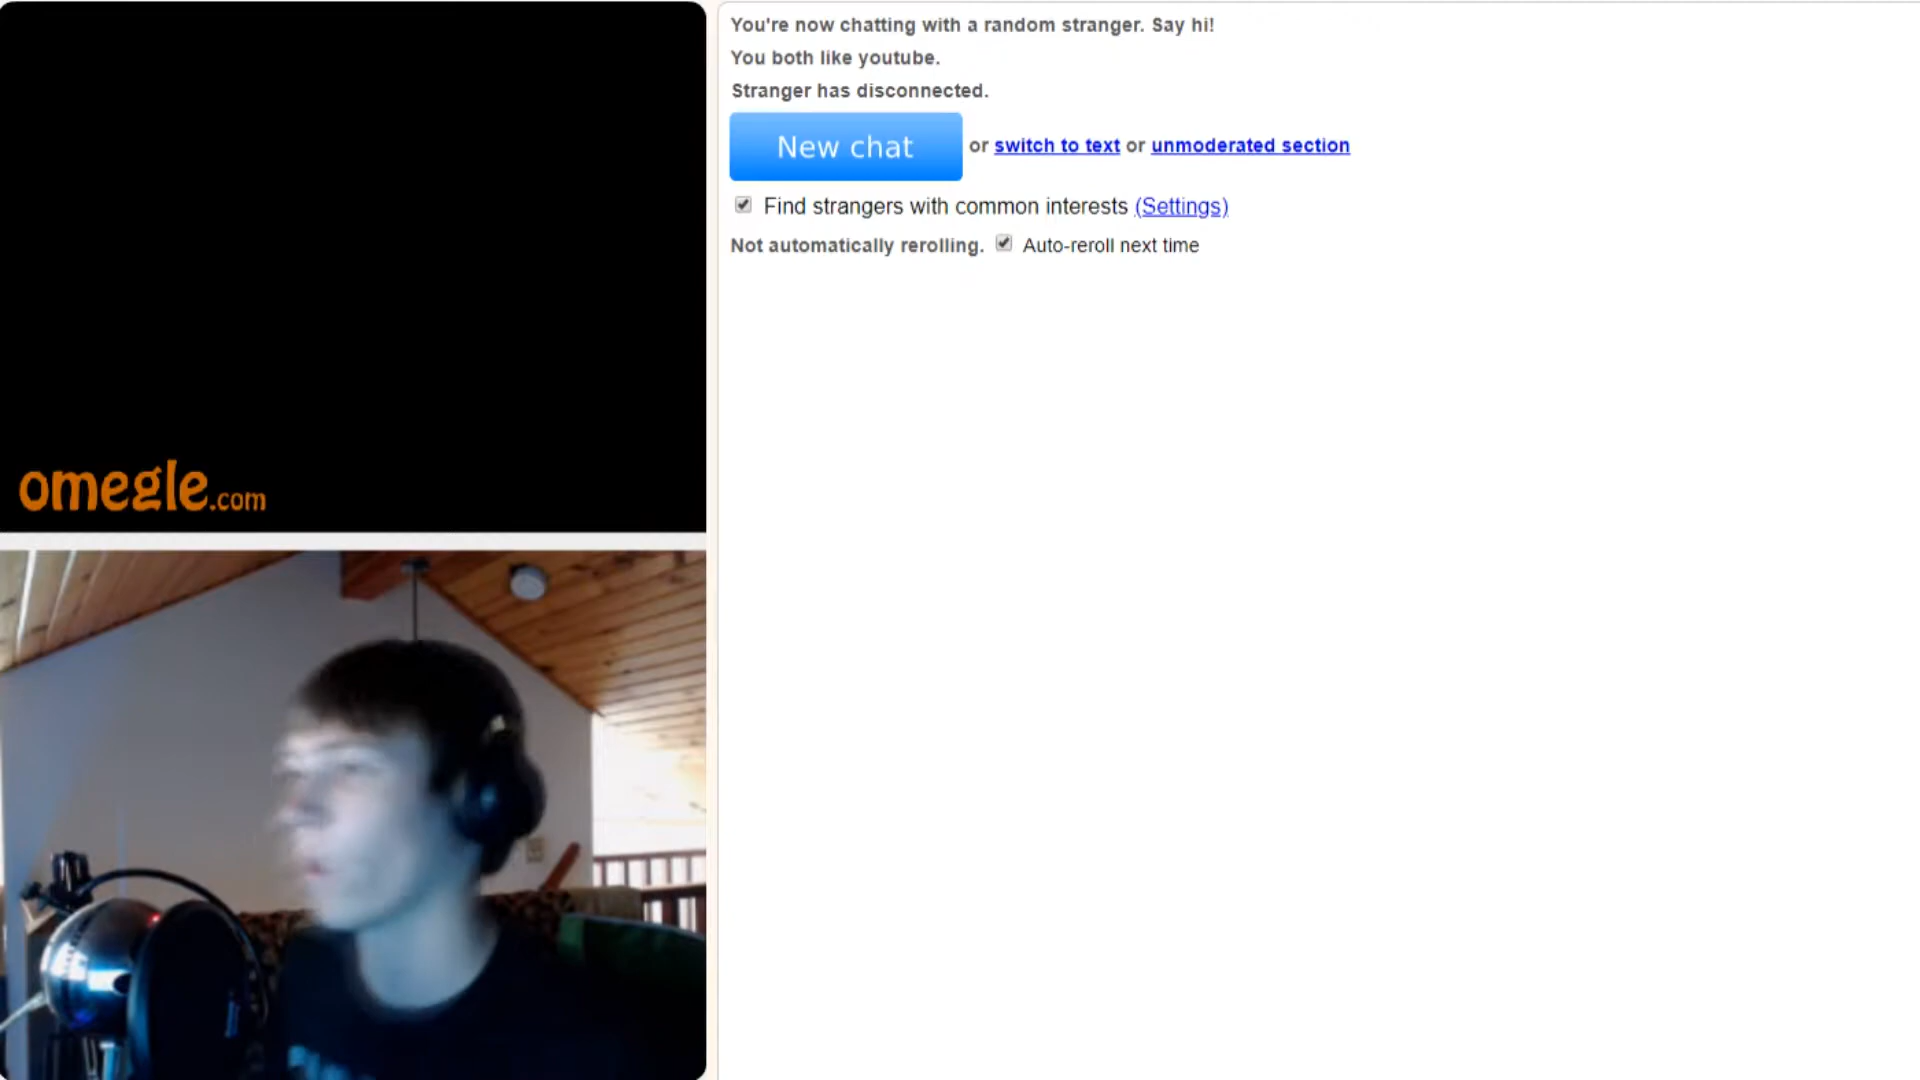 You're now chatting with a random stranger. Say hi!
You both like youtube.
Stranger has disconnected.
New chat or switch to text or unmoderated section
Find strangers with common interests (Settings)
Not automatically rerolling. Auto-reroll next time
omegle.com